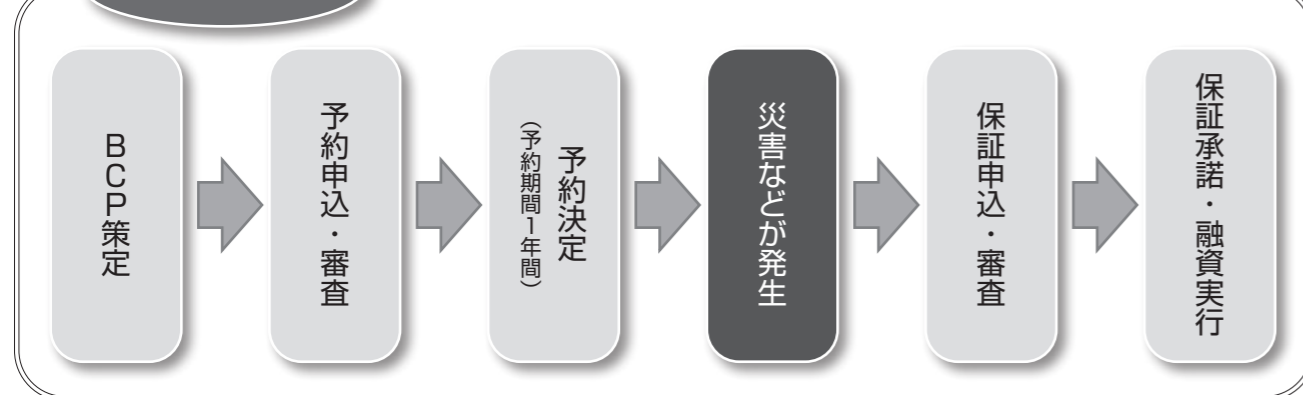 BCP策定
予約申込・審査
予約決定
（予約期間1年間）
災害などが発生
保証申込・審査
保証承諾・融資実行